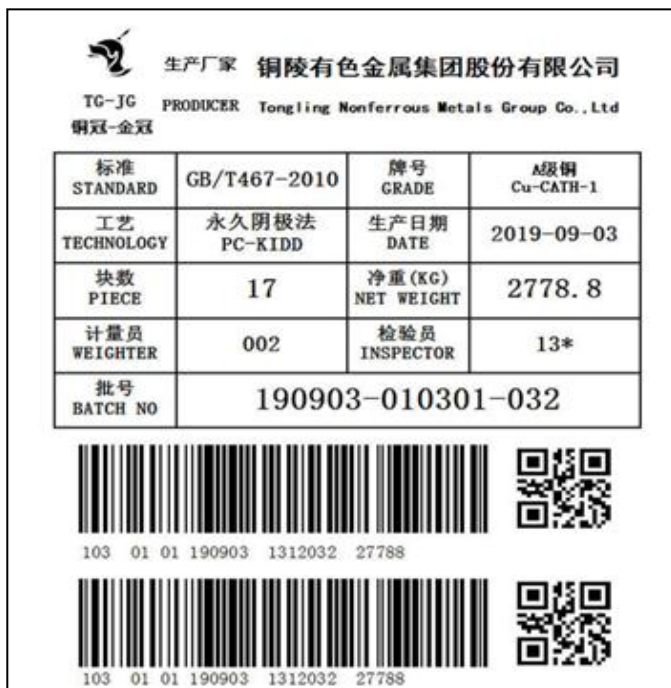 生产厂家 铜陵有色金属集团股份有限公司
TG-JG PRODUCER Tongling Nonferrous Metals Group Co.,Ltd
铜冠-金冠
标准 GB/T467-2010 牌号 A级铜
STANDARD GRADE Cu-CATH-1
工艺 永久阴极法 生产日期 2019-09-03
TECHNOLOGY PC-KIDD DATE
块数 17 净重(KG) 2778.8
PIECE NET WEIGHT
计量员 002 检验员 13*
WEIGHTER INSPECTOR
批号 190903-010301-032
BATCH NO
103 01 01 190903 1312032 27788
103 01 01 190903 1312032 27788